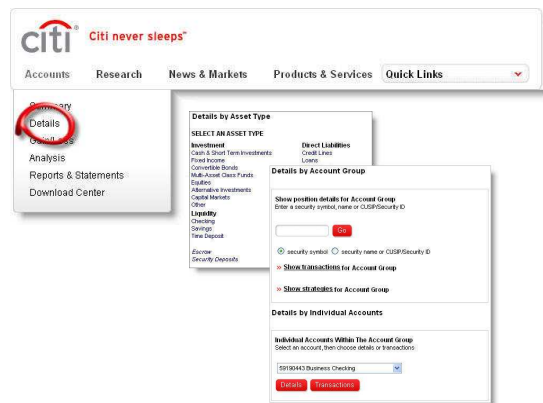 citi® Citi never sleeps℠
Accounts Research News & Markets Products & Services Quick Links
Summary
Details
Gain/Loss
Analysis
Reports & Statements
Download Center
Details by Asset Type
SELECT AN ASSET TYPE
Investment
Cash & Short Term Investments
Fixed Income
Convertible Bonds
Multi-Asset Class Funds
Equities
Alternative Investments
Capital Markets
Other
Liquidity
Checking
Savings
Time Deposit
Escrow
Security Deposits
Direct Liabilities
Credit Lines
Loans
Details by Account Group
Show position details for Account Group
Enter a security symbol, name or CUSIP/Security ID
Go
security symbol security name or CUSIP/Security ID
» Show transactions for Account Group
» Show strategies for Account Group
Details by Individual Accounts
Individual Accounts Within The Account Group
Select an account, then choose details or transactions
59190443 Business Checking
Details Transactions